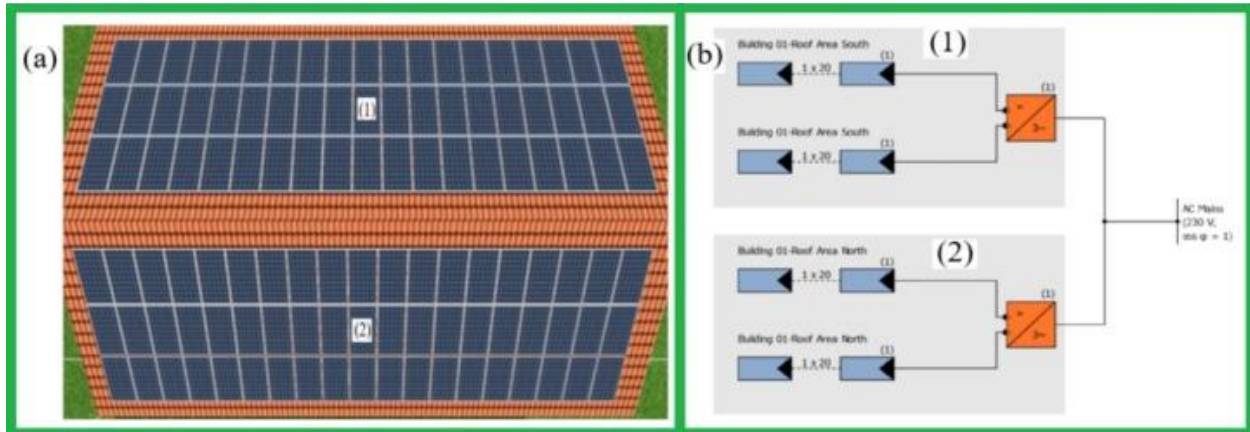 (a)
(1)
(2)
(b)
(1)
Building 01-Roof Area South
(1)
1 x 20
(1)
3~
Building 01-Roof Area South
(1)
1 x 20
AC Mains
(230 V,
cos φ = 1)
(2)
Building 01-Roof Area North
(1)
1 x 20
(1)
3~
Building 01-Roof Area North
(1)
1 x 20